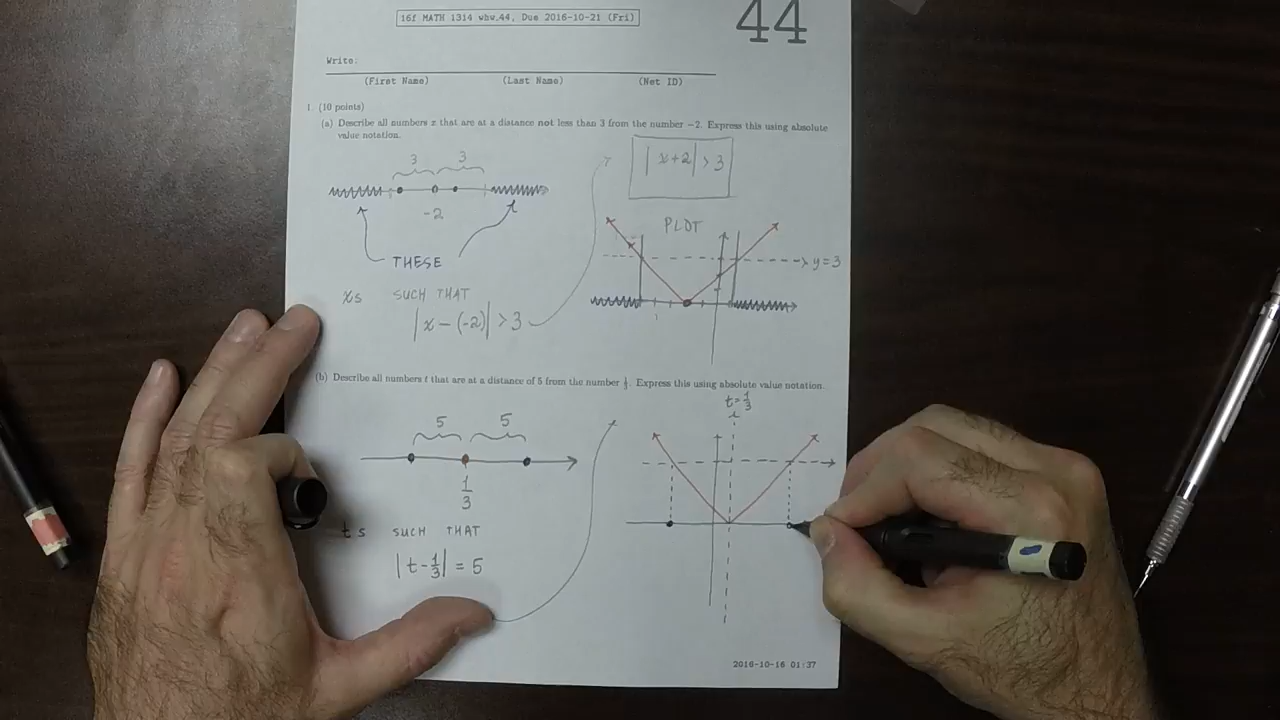 16f MATH 1314 whw.44, Due 2016-10-21 (Fri)
44
Write:
(First Name) (Last Name) (Net ID)
1. (10 points)
(a) Describe all numbers x that are at a distance not less than 3 from the number −2. Express this using absolute
value notation.
3 3
-2
THESE
xs SUCH THAT
|x-(-2)| >3
|x+2| >3
PLOT
y=3
(b) Describe all numbers t that are at a distance of 5 from the number 1/3. Express this using absolute value notation.
5 5
1/3
ts SUCH THAT
|t-1/3| = 5
t=1/3
2016-10-16 01:37